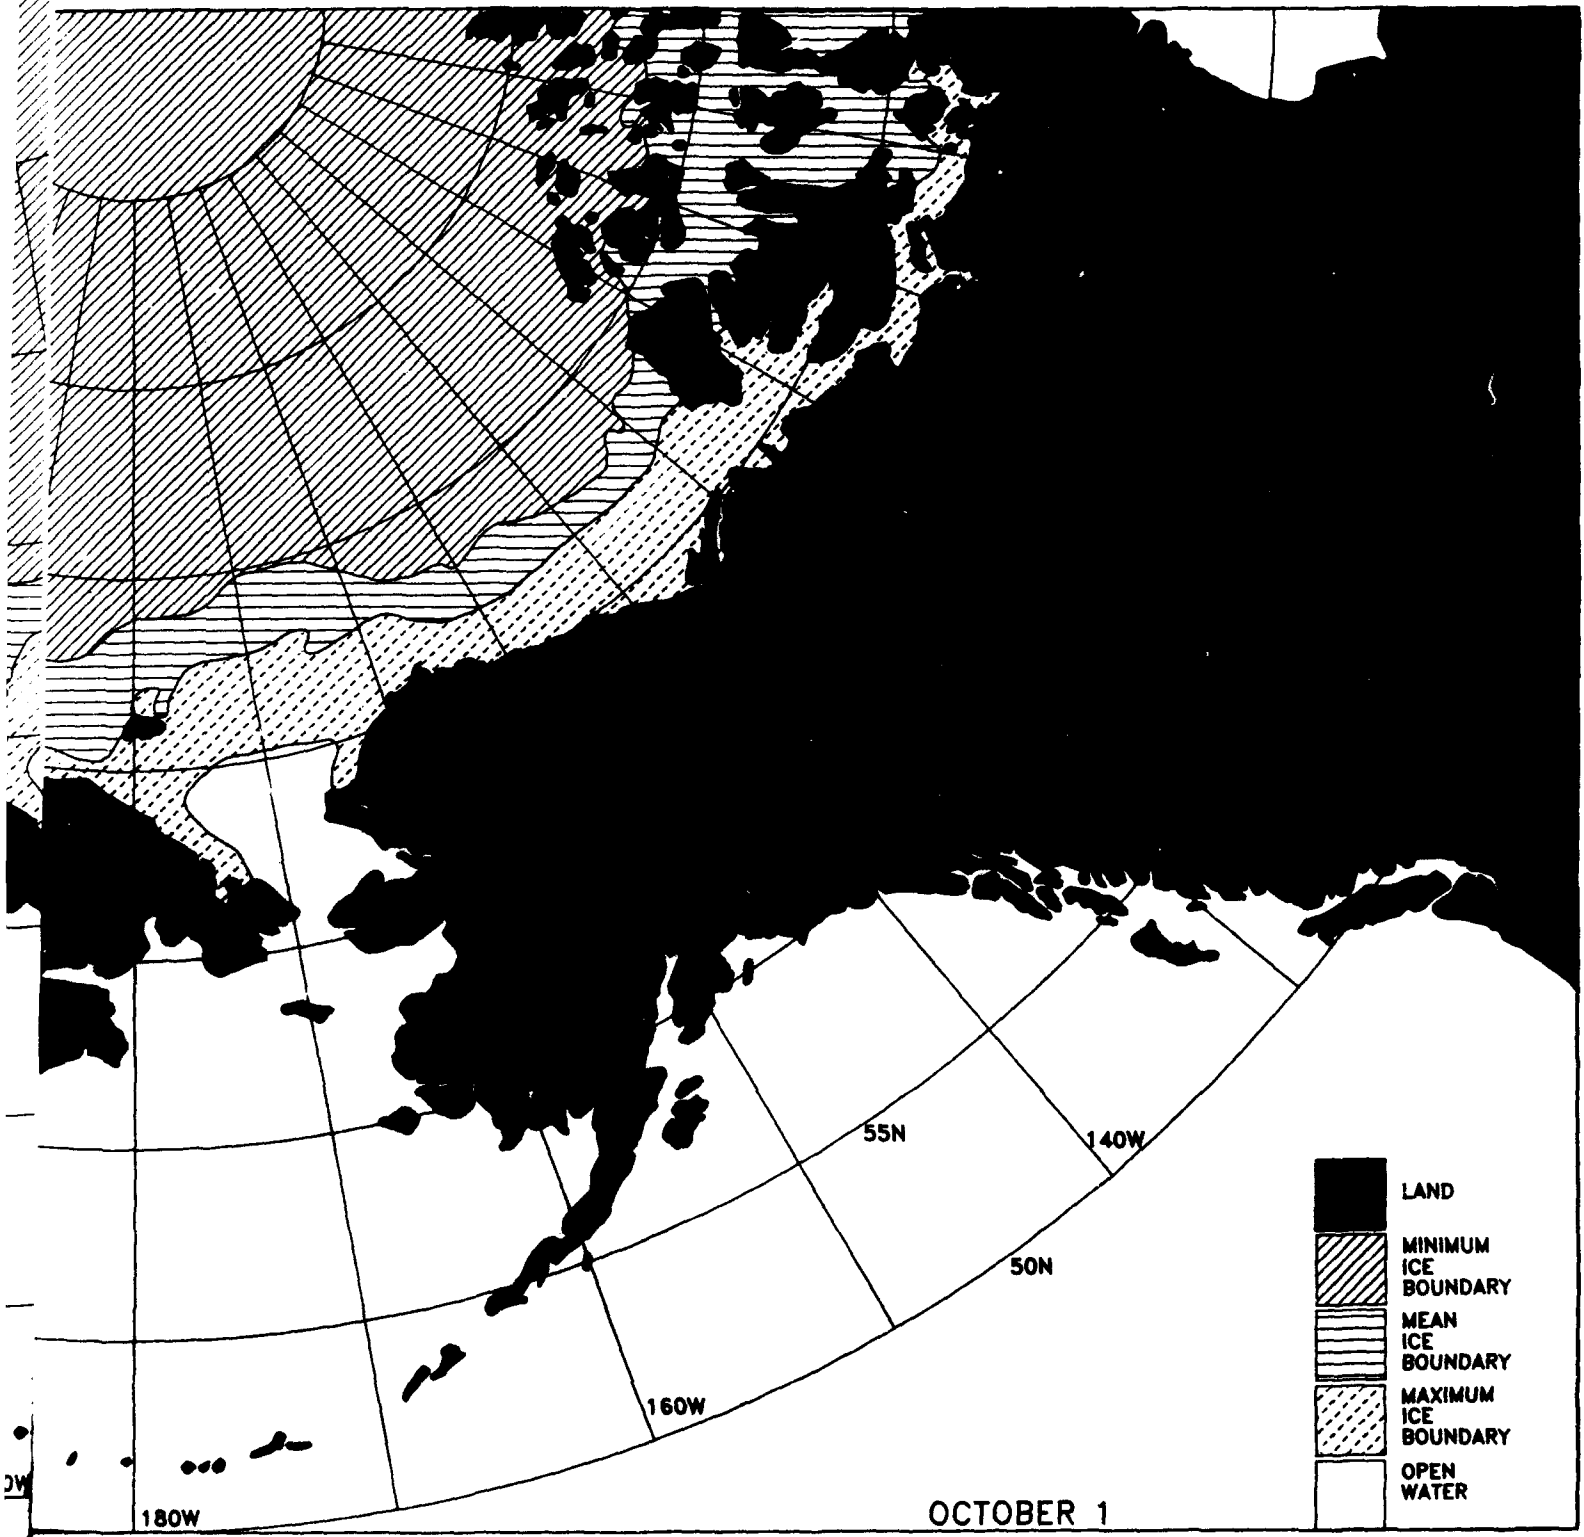 55N
140W
50N
160W
180W
OCTOBER 1
LAND
MINIMUM
ICE
BOUNDARY
MEAN
ICE
BOUNDARY
MAXIMUM
ICE
BOUNDARY
OPEN
WATER